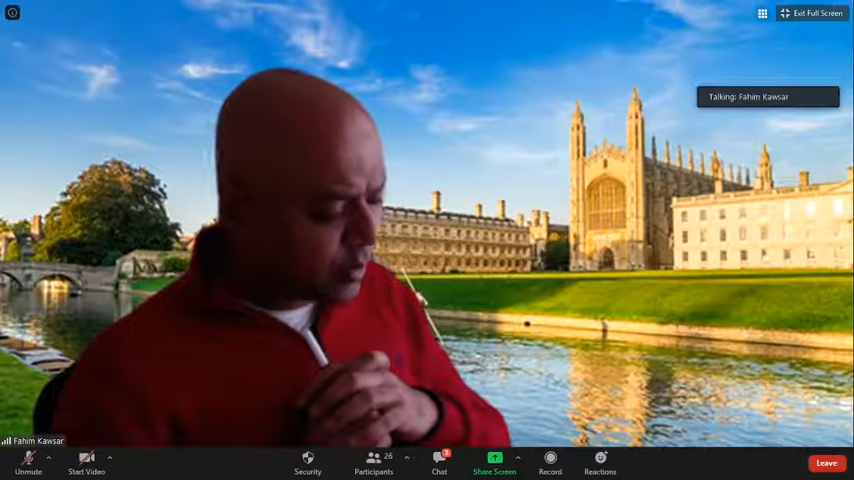 Exit Full Screen
Talking: Fahim Kawsar
Fahim Kawsar
26
3
Unmute
Start Video
Security
Participants
Chat
Share Screen
Record
Reactions
Leave